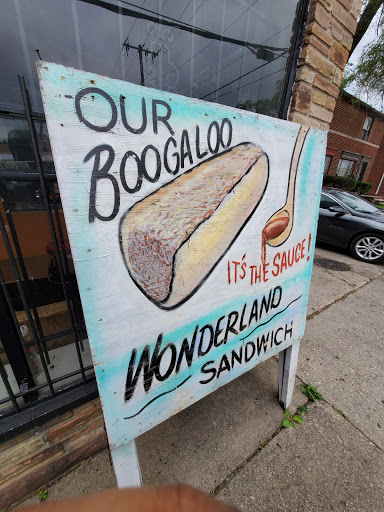 OUR
BOOGALOO
IT'S THE SAUCE!
WONDERLAND
SANDWICH